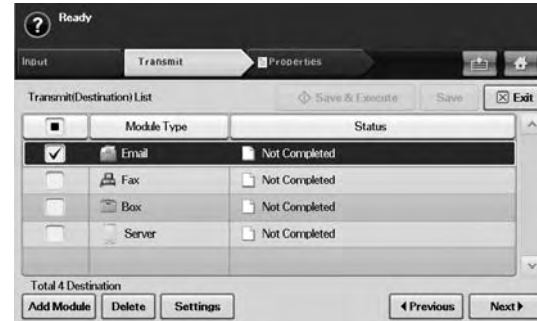 ? Ready
Input Transmit Properties
Transmit(Destination) List Save & Execute Save Exit
Module Type Status
Email Not Completed
Fax Not Completed
Box Not Completed
Server Not Completed
Total 4 Destination
Add Module Delete Settings Previous Next